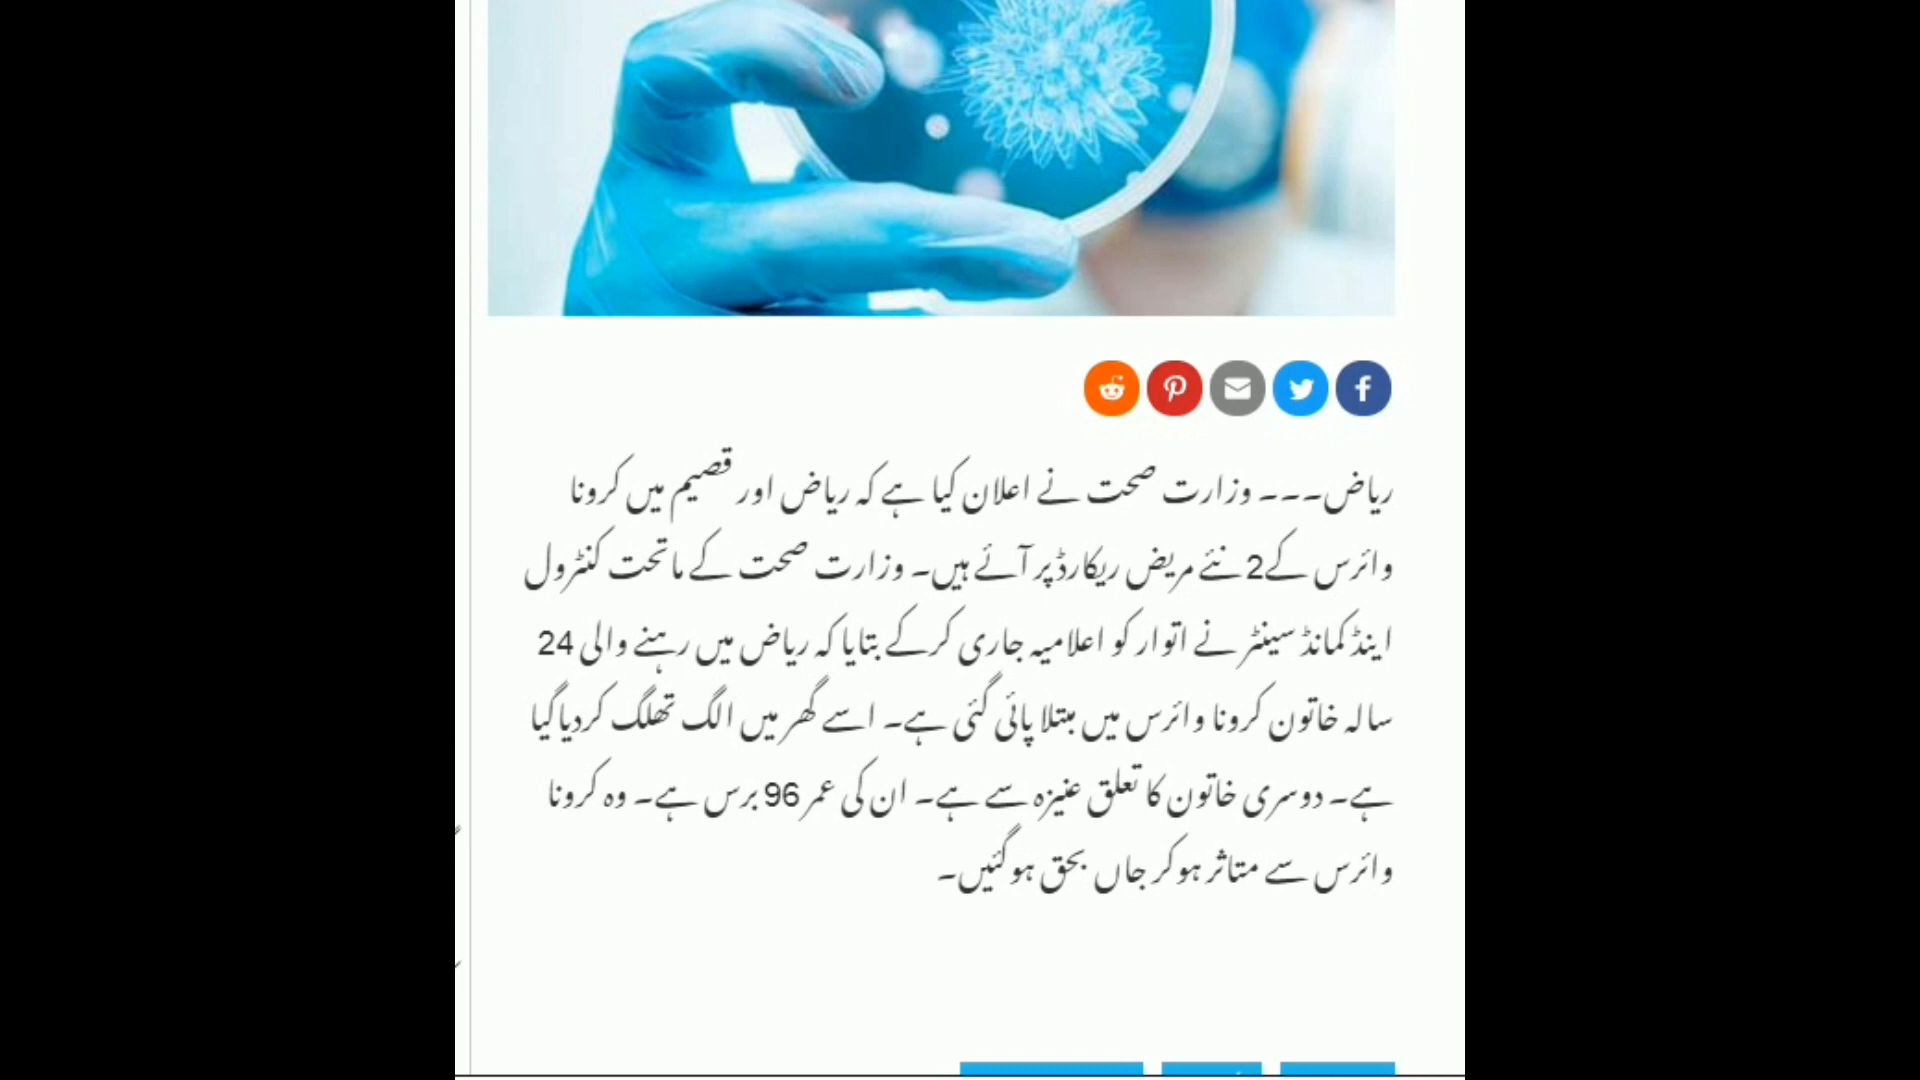 ریاض۔۔۔ وزارت صحت نے اعلان کیا ہے کہ ریاض اور قصیم میں کرونا
وائرس کے2 نئے مریض ریکارڈ پر آئے ہیں۔ وزارت صحت کے ماتحت کنٹرول
اینڈ کمانڈ سینٹر نے اتوار کو اعلامیہ جاری کرکے بتایا کہ ریاض میں رہنے والی 24
سالہ خاتون کرونا وائرس میں مبتلا پائی گئی ہے۔ اسے گھر میں الگ تھلگ کردیا گیا
ہے۔ دوسری خاتون کا تعلق عنیزہ سے ہے۔ ان کی عمر 96 برس ہے۔ وہ کرونا
وائرس سے متاثر ہوکر جاں بحق ہوگئیں۔